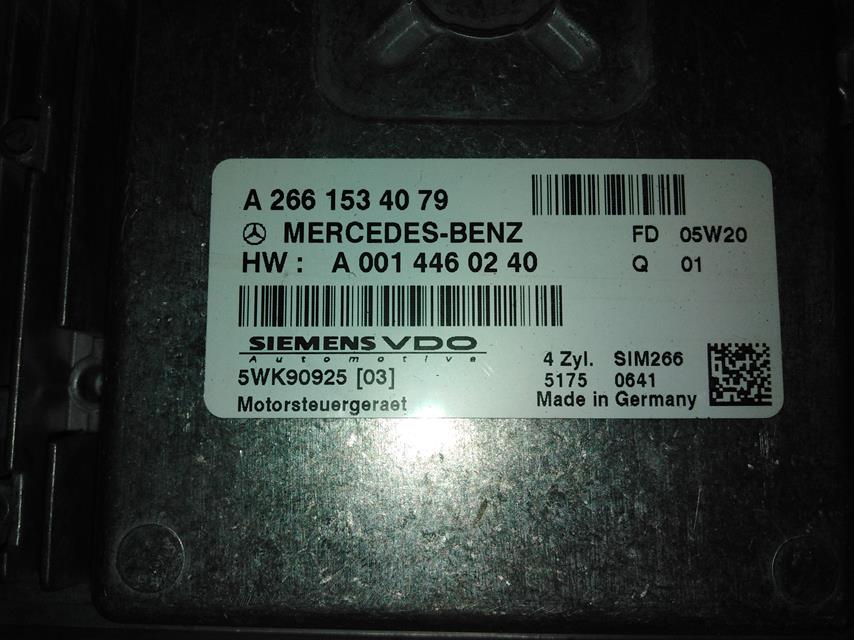 A 266 153 40 79
MERCEDES-BENZ
FD 05W20
HW : A 001 446 02 40
Q 01
SIEMENS VDO
Automotive
4 Zyl. SIM266
5WK90925 [03]
5175 0641
Motorsteuergeraet
Made in Germany